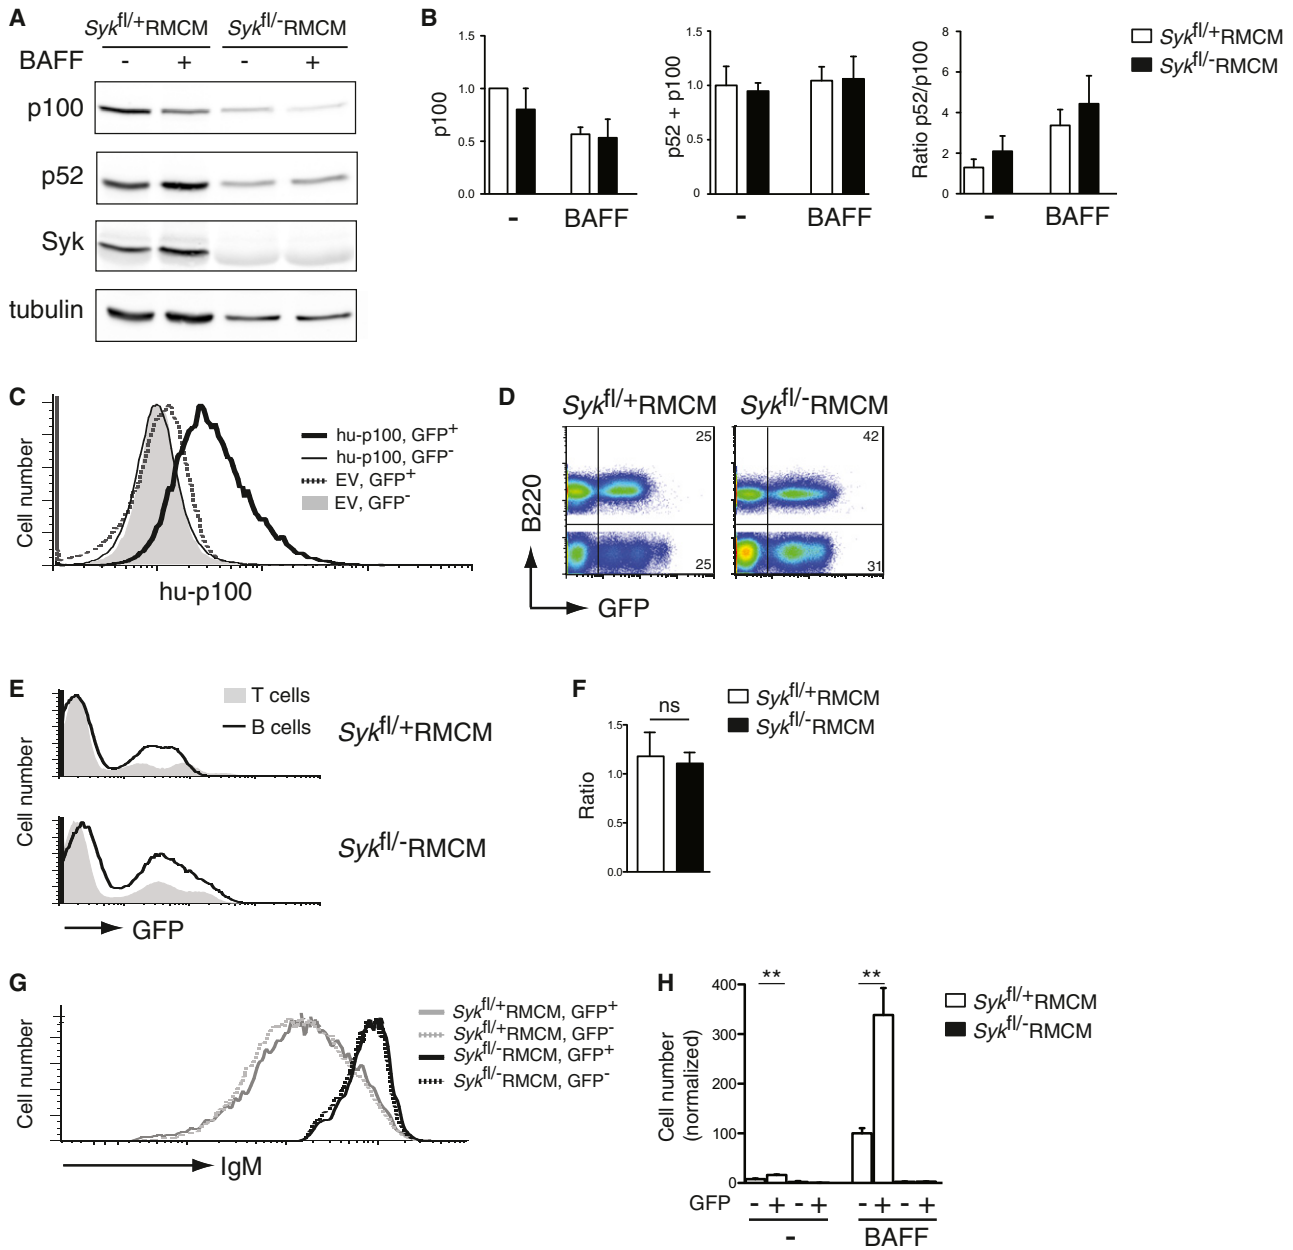 A
Syk^fl/+RMCM Syk^fl/-RMCM
BAFF - + - +
p100
p52
Syk
tubulin
B
1.5
1.0
0.5
0.0
p100
- BAFF
1.5
1.0
0.5
0
p52 + p100
- BAFF
8
6
4
2
0
Ratio p52/p100
- BAFF
Syk^fl/+RMCM
Syk^fl/-RMCM
C
Cell number
hu-p100
hu-p100, GFP+
hu-p100, GFP-
EV, GFP+
EV, GFP-
D
Syk^fl/+RMCM Syk^fl/-RMCM
25 42
25 31
B220
GFP
E
T cells
B cells
Syk^fl/+RMCM
Syk^fl/-RMCM
Cell number
GFP
F
ns
1.5
1.0
0.5
0.0
Ratio
Syk^fl/+RMCM
Syk^fl/-RMCM
G
Cell number
IgM
Syk^fl/+RMCM, GFP+
Syk^fl/+RMCM, GFP-
Syk^fl/-RMCM, GFP+
Syk^fl/-RMCM, GFP-
H
** **
400
300
200
100
0
Cell number
(normalized)
GFP - + - + - + - +
- BAFF
Syk^fl/+RMCM
Syk^fl/-RMCM